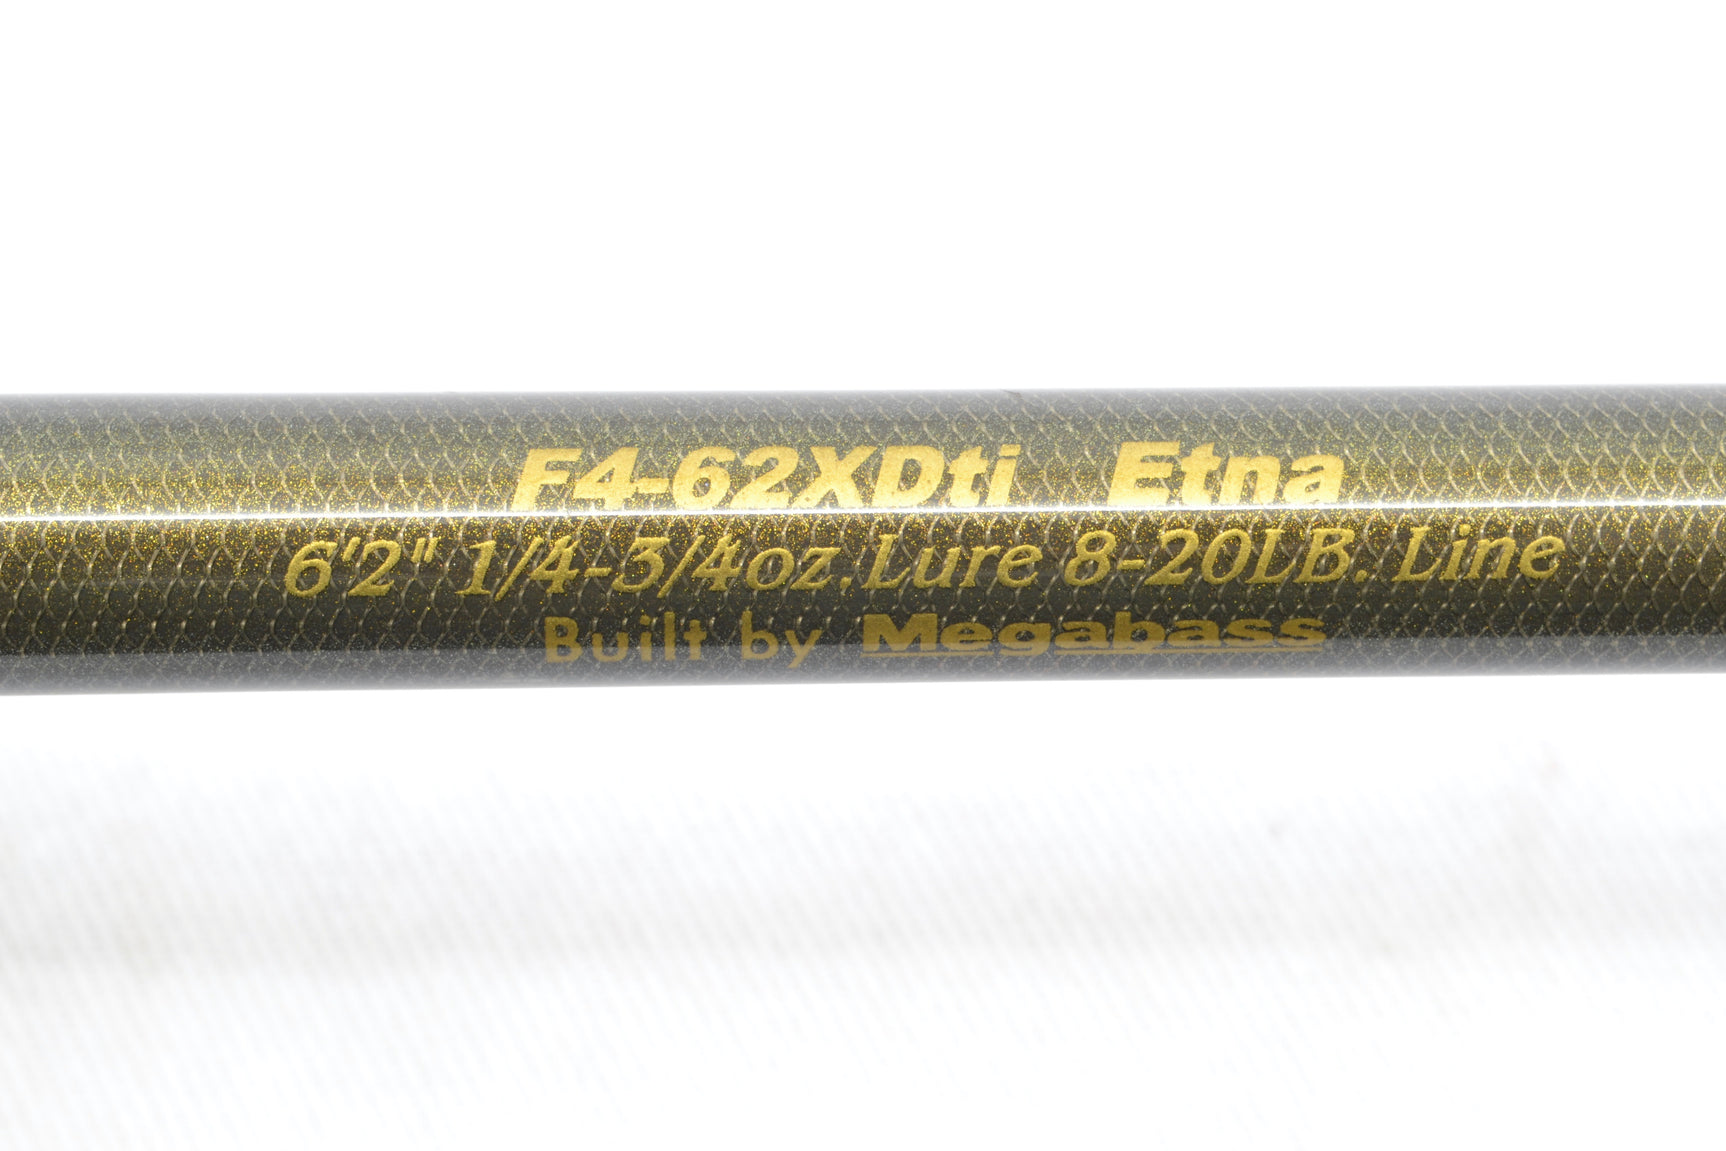 F4-62XDti Etna
6'2" 1/4-3/4oz.Lure 8-20LB. Line
Built by Megabass